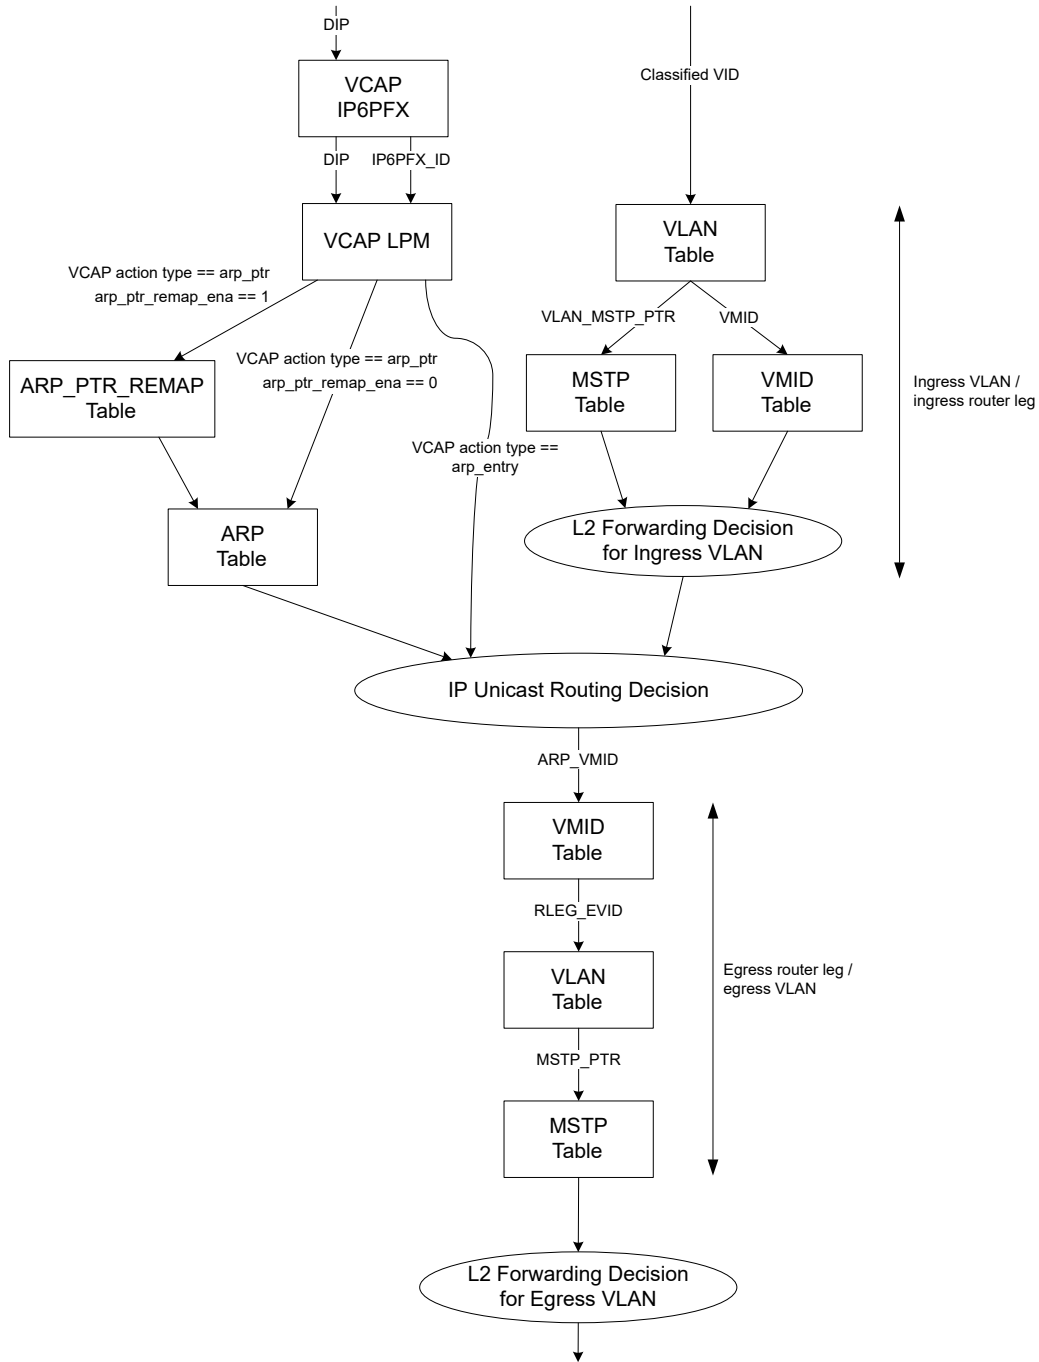 DIP
Classified VID
VCAP
IP6PFX
DIP
IP6PFX_ID
VCAP LPM
VLAN
Table
VCAP action type == arp_ptr
arp_ptr_remap_ena == 1
VLAN_MSTP_PTR
VMID
VCAP action type == arp_ptr
arp_ptr_remap_ena == 0
ARP_PTR_REMAP
Table
MSTP
Table
VMID
Table
Ingress VLAN /
ingress router leg
VCAP action type ==
arp_entry
ARP
Table
L2 Forwarding Decision
for Ingress VLAN
IP Unicast Routing Decision
ARP_VMID
VMID
Table
RLEG_EVID
VLAN
Table
Egress router leg /
egress VLAN
MSTP_PTR
MSTP
Table
L2 Forwarding Decision
for Egress VLAN